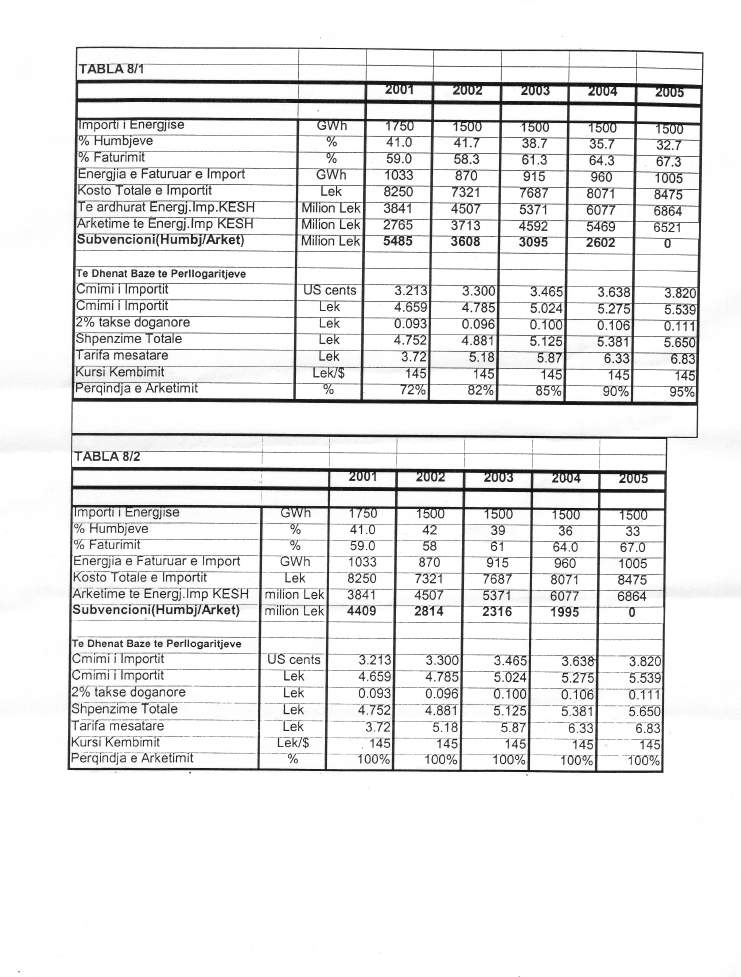 TABLA 8/1
2001 2002 2003 2004 2005
Importi i Energjise GWh 1750 1500 1500 1500 1500
% Humbjeve % 41.0 41.7 38.7 35.7 32.7
% Faturimit % 59.0 58.3 61.3 64.3 67.3
Energjia e Faturuar e Import GWh 1033 870 915 960 1005
Kosto Totale e Importit Lek 8250 7321 7687 8071 8475
Te ardhurat Energj.Imp.KESH Milion Lek 3841 4507 5371 6077 6864
Arketime te Energj.Imp KESH Milion Lek 2765 3713 4592 5469 6521
Subvencioni(Humbj/Arket) Milion Lek 5485 3608 3095 2602 0
Te Dhenat Baze te Perllogaritjeve
Cmimi i Importit US cents 3.213 3.300 3.465 3.638 3.820
Cmimi i Importit Lek 4.659 4.785 5.024 5.275 5.539
2% takse doganore Lek 0.093 0.096 0.100 0.106 0.111
Shpenzime Totale Lek 4.752 4.881 5.125 5.381 5.650
Tarifa mesatare Lek 3.72 5.18 5.87 6.33 6.83
Kursi Kembimit Lek/$ 145 145 145 145 145
Perqindja e Arketimit % 72% 82% 85% 90% 95%
TABLA 8/2
2001 2002 2003 2004 2005
Importi i Energjise GWh 1750 1500 1500 1500 1500
% Humbjeve % 41.0 42 39 36 33
% Faturimit % 59.0 58 61 64.0 67.0
Energjia e Faturuar e Import GWh 1033 870 915 960 1005
Kosto Totale e Importit Lek 8250 7321 7687 8071 8475
Arketime te Energj.Imp KESH milion Lek 3841 4507 5371 6077 6864
Subvencioni(Humbj/Arket) milion Lek 4409 2814 2316 1995 0
Te Dhenat Baze te Perllogaritjeve
Cmimi i Importit US cents 3.213 3.300 3.465 3.638 3.820
Cmimi i Importit Lek 4.659 4.785 5.024 5.275 5.539
2% takse doganore Lek 0.093 0.096 0.100 0.106 0.111
Shpenzime Totale Lek 4.752 4.881 5.125 5.381 5.650
Tarifa mesatare Lek 3.72 5.18 5.87 6.33 6.83
Kursi Kembimit Lek/$ 145 145 145 145 145
Perqindja e Arketimit % 100% 100% 100% 100% 100%